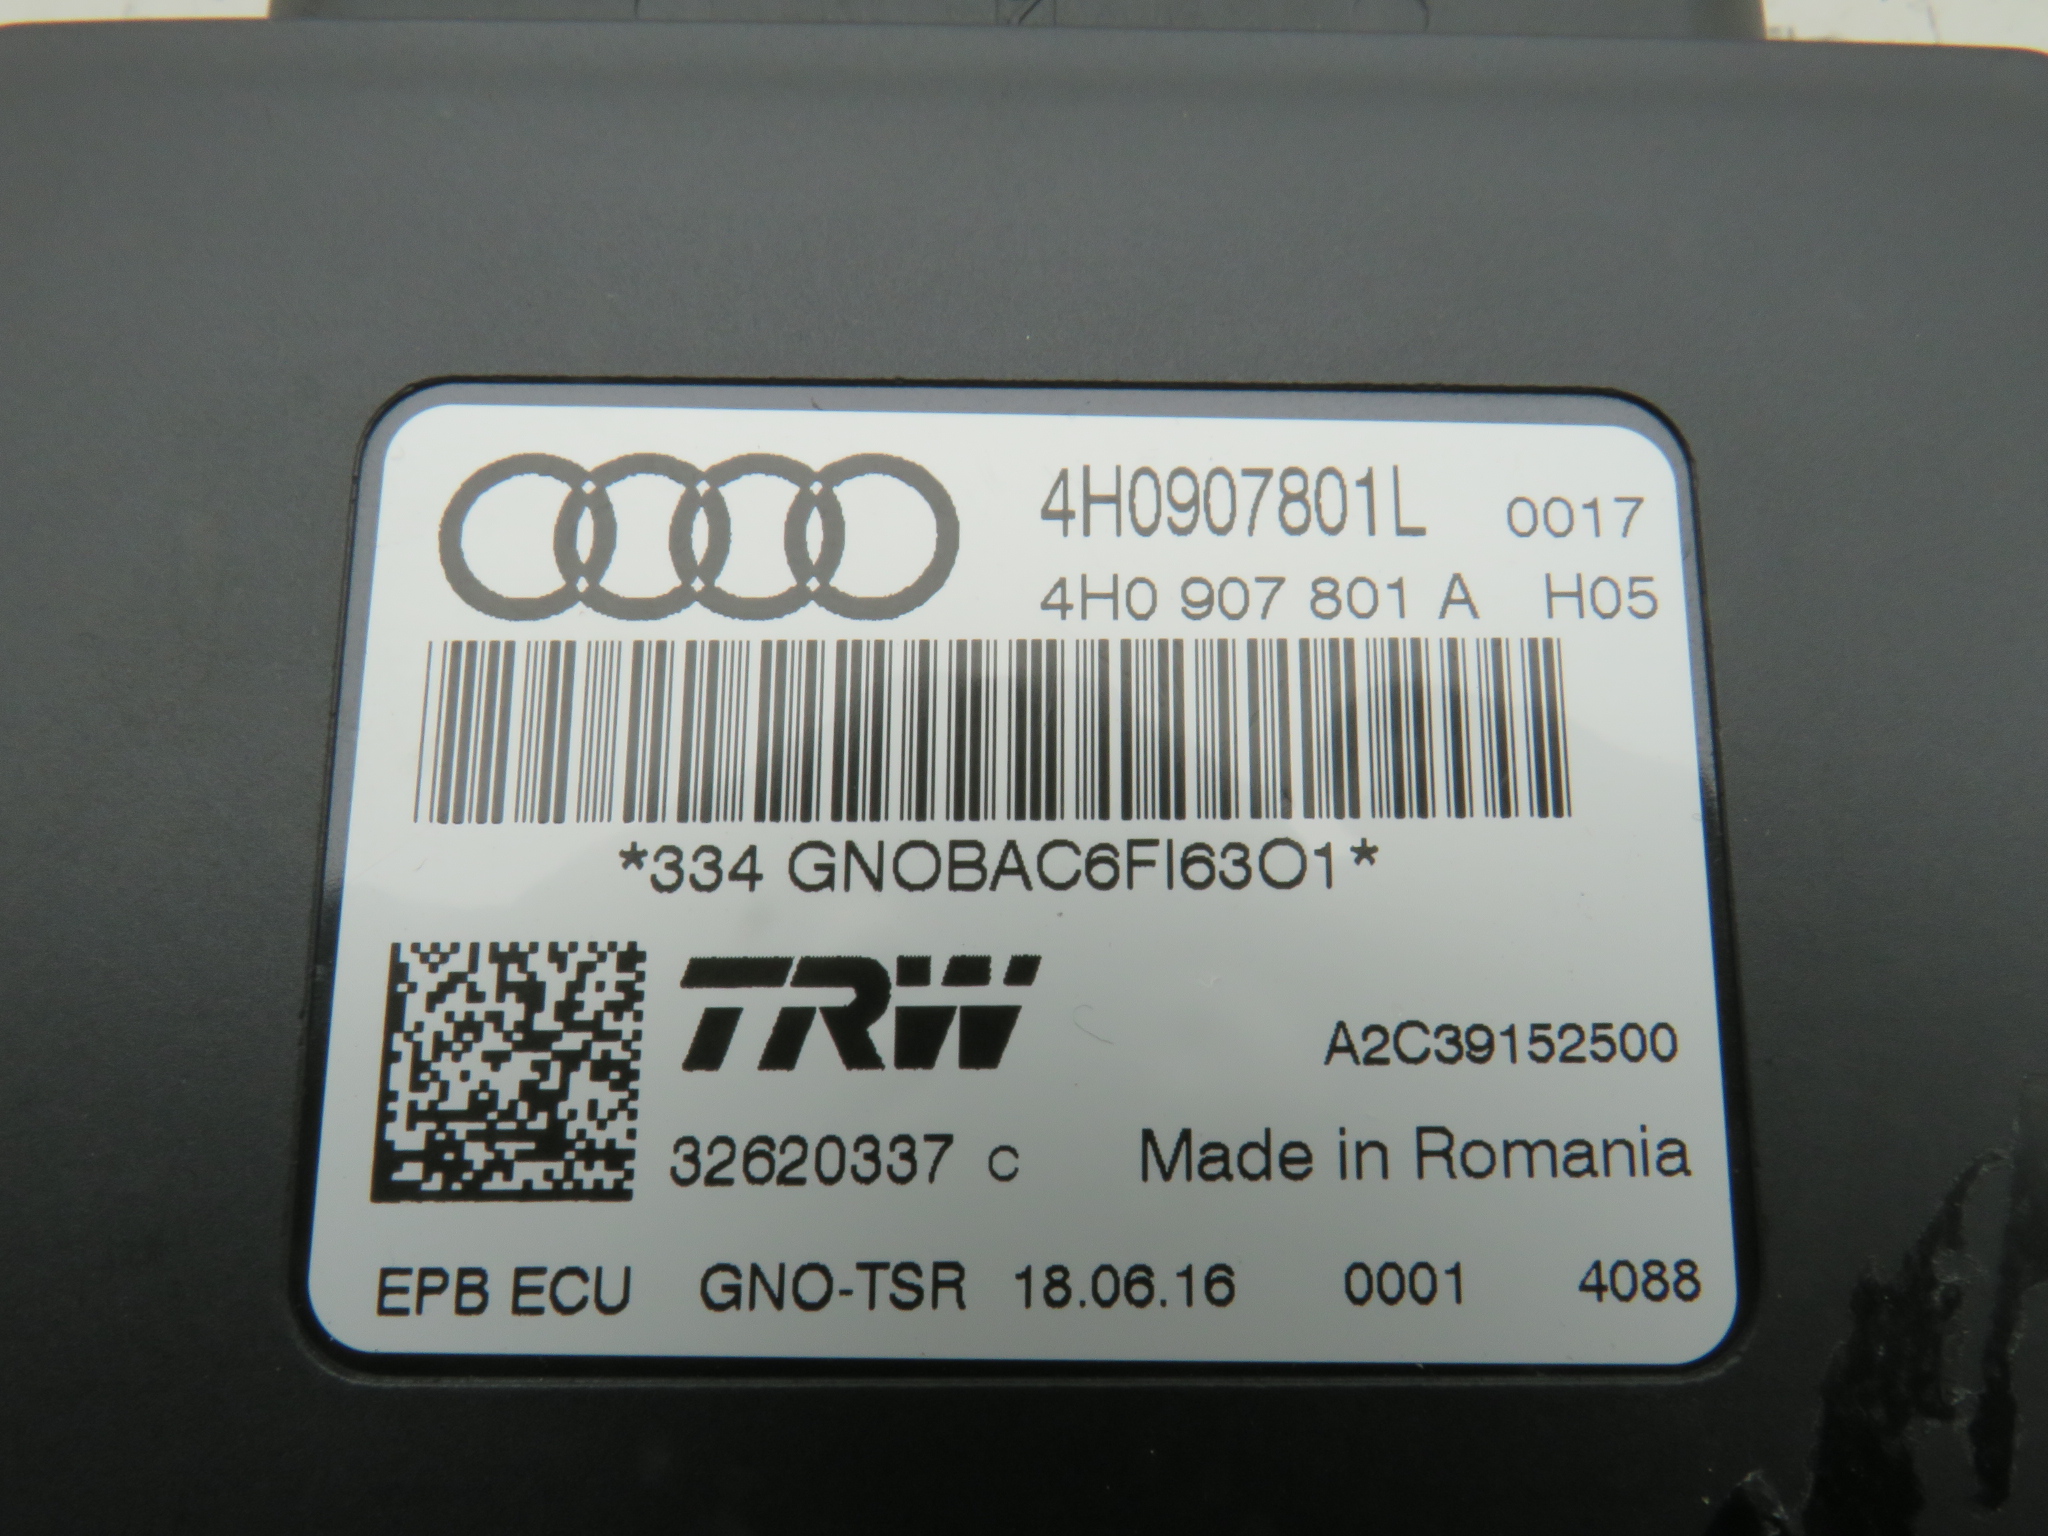 4H0907801L 0017
4H0 907 801 A H05
*334 GNOBAC6FI63O1*
TRW
A2C39152500
32620337 C Made in Romania
EPB ECU GNO-TSR 18.06.16 0001 4088